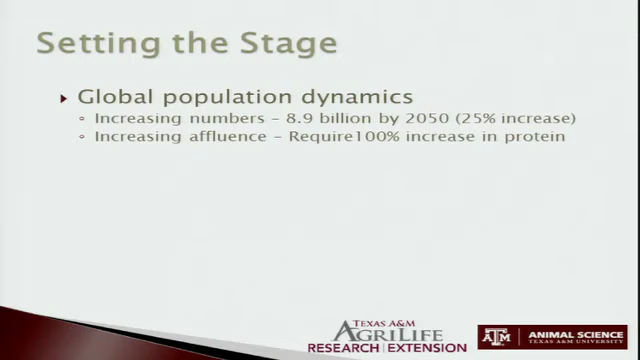 Setting the Stage
Global population dynamics
Increasing numbers – 8.9 billion by 2050 (25% increase)
Increasing affluence – Require100% increase in protein
TEXAS A&M
AGRILIFE
RESEARCH | EXTENSION
ATM
ANIMAL SCIENCE
TEXAS A&M UNIVERSITY